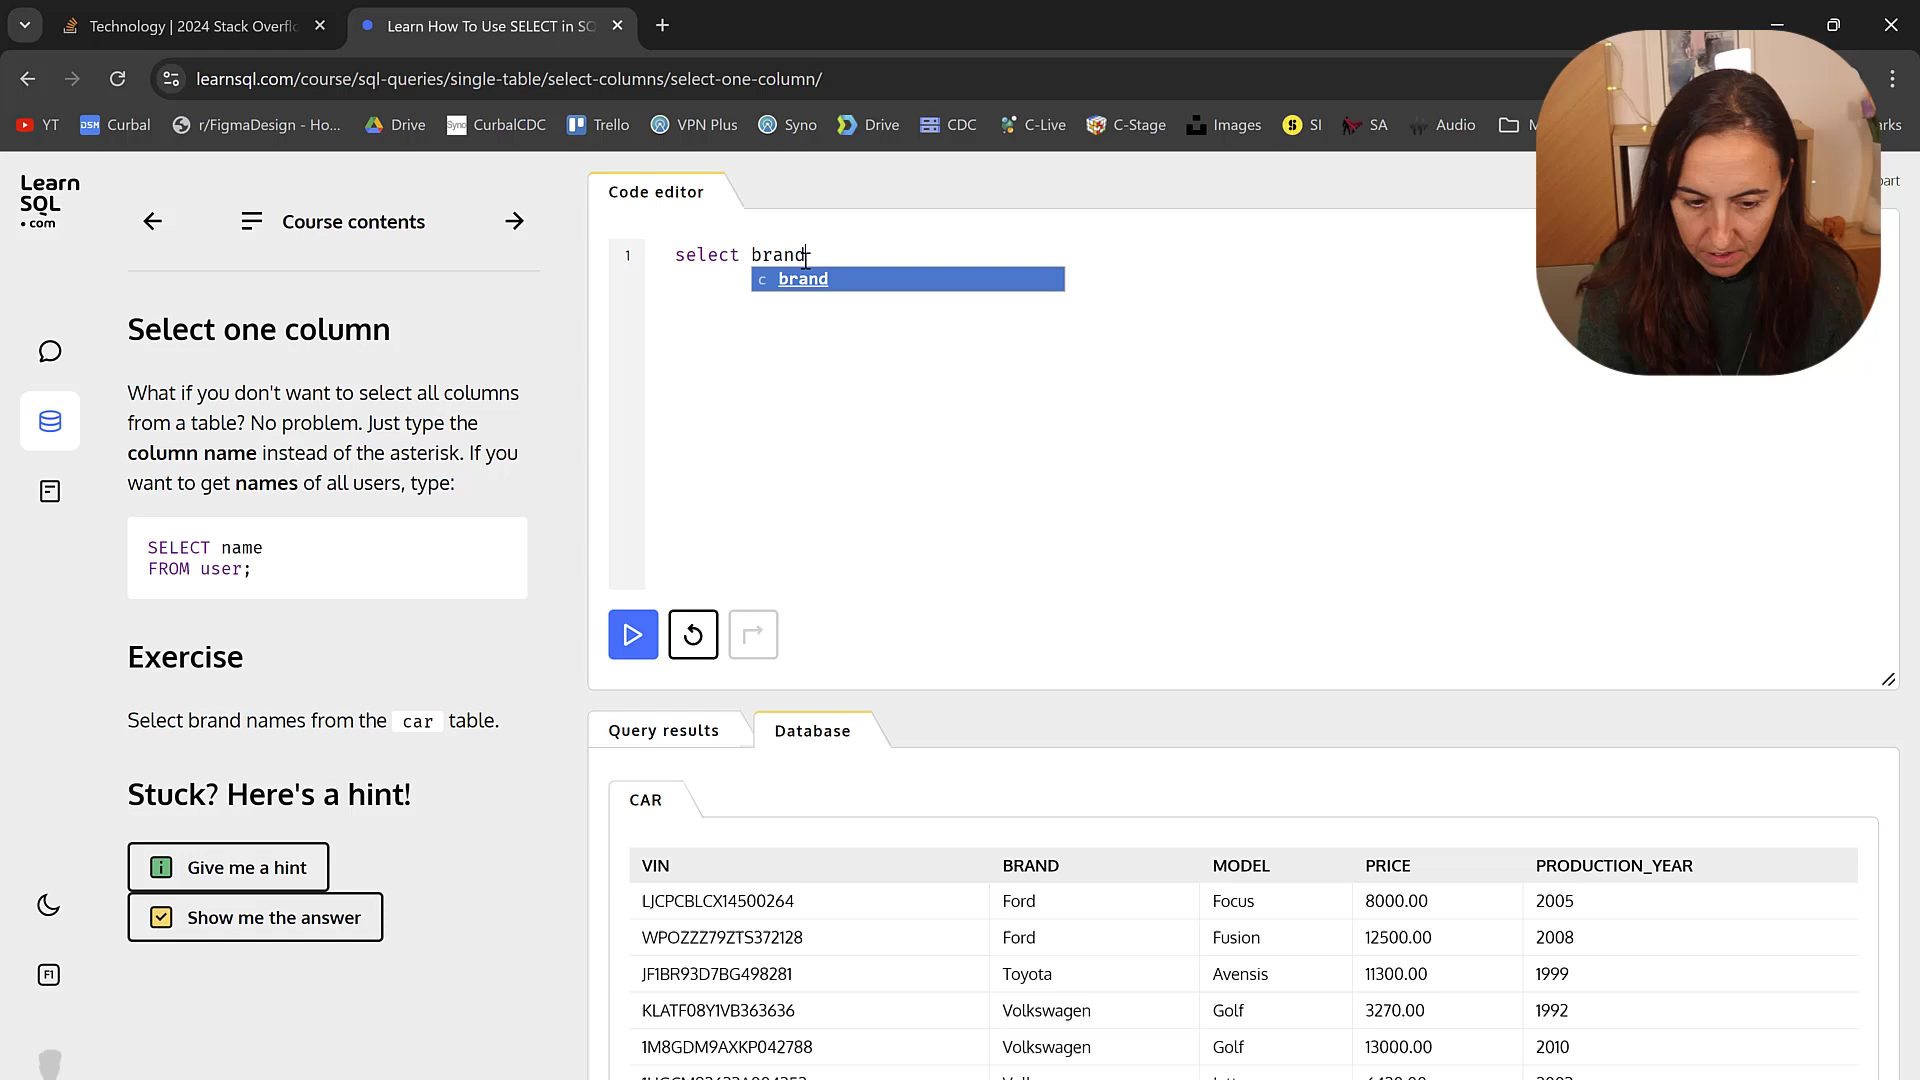 Technology | 2024 Stack Overflo
Learn How To Use SELECT in SQ
learnsql.com/course/sql-queries/single-table/select-columns/select-one-column/
YT
DSM Curbal
r/FigmaDesign - Ho...
Drive
Syno CurbalCDC
Trello
VPN Plus
Syno
Drive
CDC
C-Live
C-Stage
Images
SI
SA
Audio
M
arks
Learn
SQL
•com
Course contents
Select one column
What if you don't want to select all columns
from a table? No problem. Just type the
column name instead of the asterisk. If you
want to get names of all users, type:
SELECT name
FROM user;
Exercise
Select brand names from the car table.
Stuck? Here's a hint!
Give me a hint
Show me the answer
F1
Code editor
part
1 select brand
c brand
Query results
Database
CAR
VIN BRAND MODEL PRICE PRODUCTION_YEAR
LJCPCBLCX14500264 Ford Focus 8000.00 2005
WPOZZZ79ZTS372128 Ford Fusion 12500.00 2008
JF1BR93D7BG498281 Toyota Avensis 11300.00 1999
KLATF08Y1VB363636 Volkswagen Golf 3270.00 1992
1M8GDM9AXKP042788 Volkswagen Golf 13000.00 2010